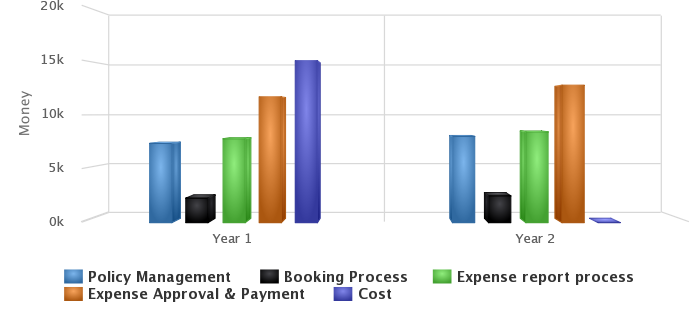 20k
15k
10k
5k
0k
Money
Year 1 Year 2
Policy Management Booking Process Expense report process
Expense Approval & Payment Cost